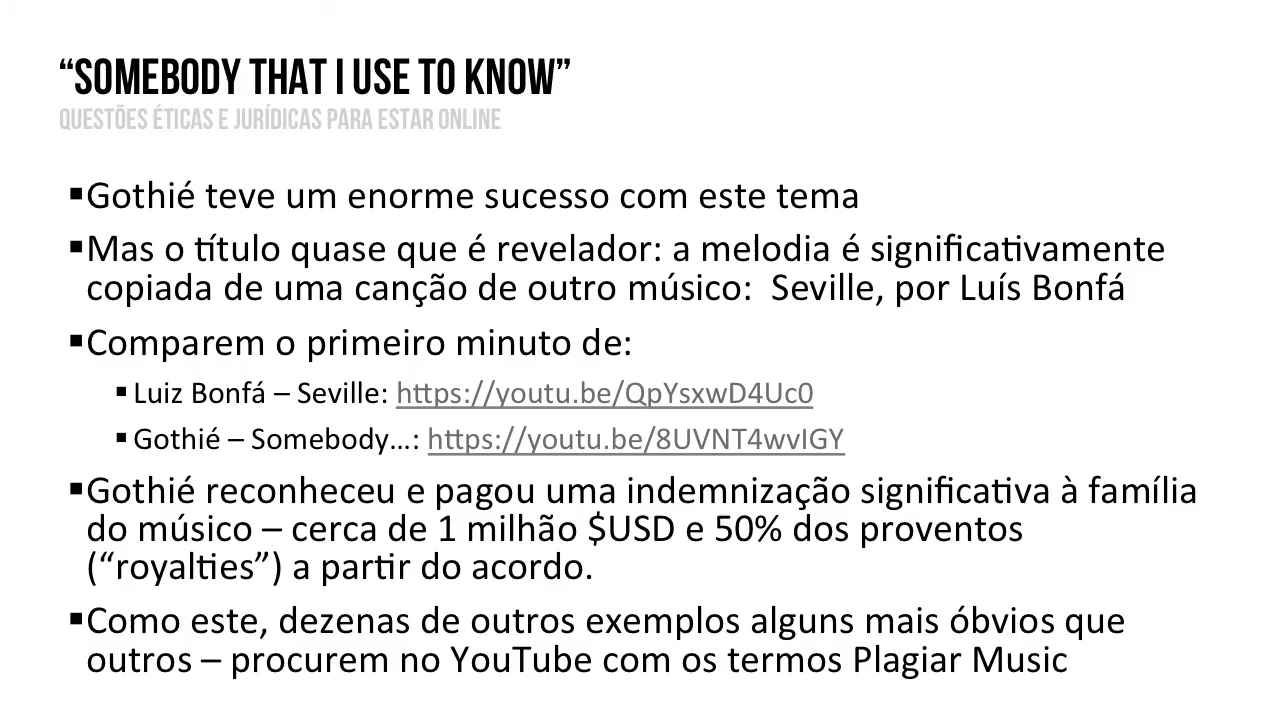 “SOMEBODY THAT I USE TO KNOW”
QUESTÕES ÉTICAS E JURÍDICAS PARA ESTAR ONLINE
▪Gothié teve um enorme sucesso com este tema
▪Mas o título quase que é revelador: a melodia é significativamente
copiada de uma canção de outro músico:  Seville, por Luís Bonfá
▪Comparem o primeiro minuto de:
▪Luiz Bonfá – Seville: https://youtu.be/QpYsxwD4Uc0
▪Gothié – Somebody…: https://youtu.be/8UVNT4wvIGY
▪Gothié reconheceu e pagou uma indemnização significativa à família
do músico – cerca de 1 milhão $USD e 50% dos proventos
(“royalties”) a partir do acordo.
▪Como este, dezenas de outros exemplos alguns mais óbvios que
outros – procurem no YouTube com os termos Plagiar Music